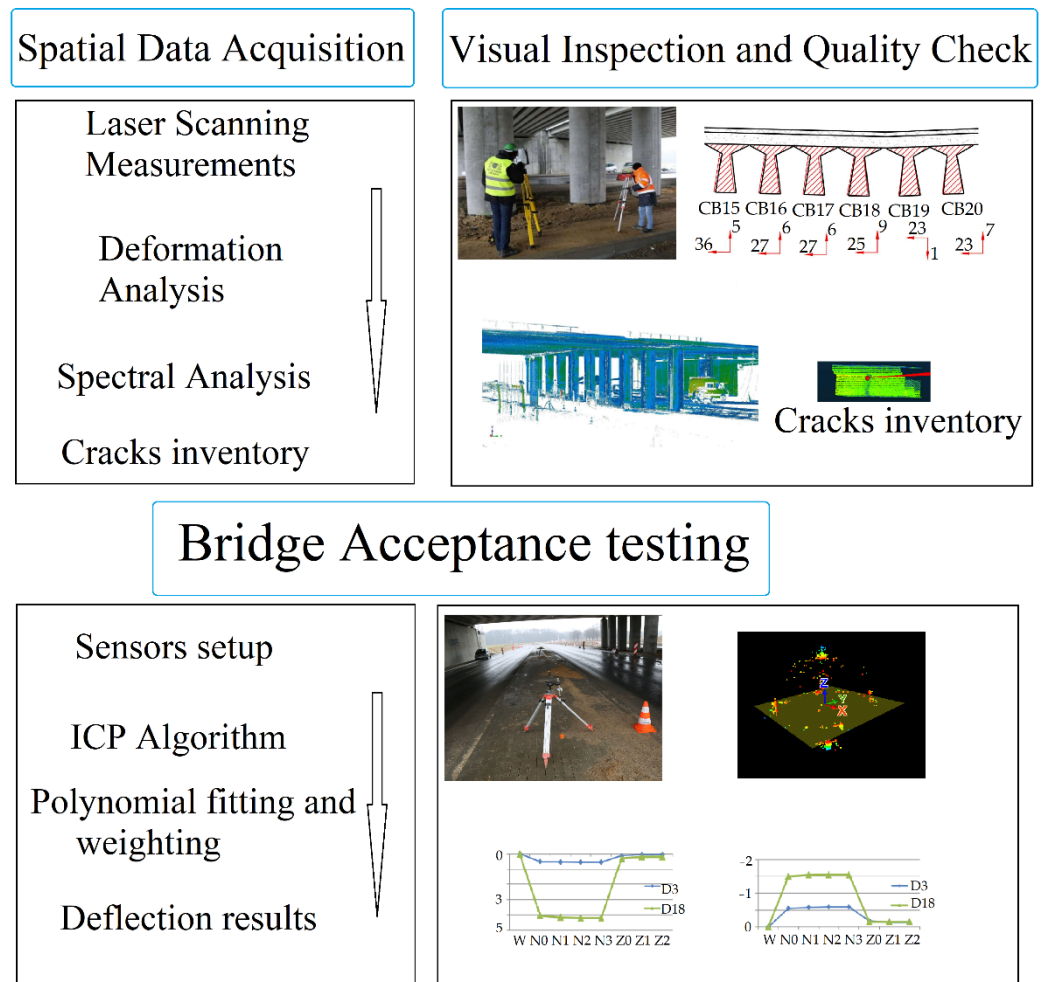 Spatial Data Acquisition
Visual Inspection and Quality Check
Laser Scanning
Measurements
Deformation
Analysis
Spectral Analysis
Cracks inventory
CB15 CB16 CB17 CB18 CB19 CB20
5 6 6 9 23 7
36 27 27 25 1 23
Cracks inventory
Bridge Acceptance testing
Sensors setup
ICP Algorithm
Polynomial fitting and
weighting
Deflection results
Z
Y
X
0
3
5
W N0 N1 N2 N3 Z0 Z1 Z2
D3
D18
-2
-1
0
W N0 N1 N2 N3 Z0 Z1 Z2
D3
D18